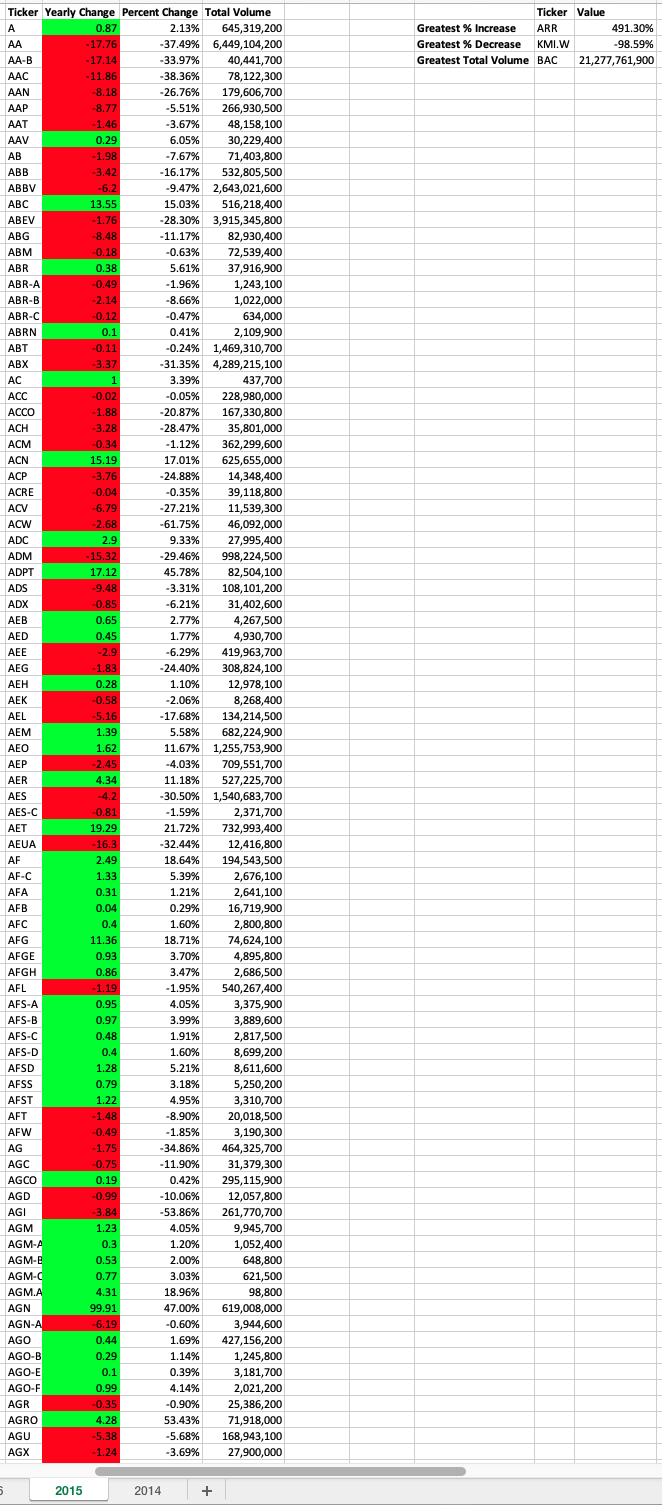 Ticker Yearly Change Percent Change Total Volume Ticker Value
A 0.87 2.13% 645,319,200 Greatest % Increase ARR 491.30%
AA -17.76 -37.49% 6,449,104,200 Greatest % Decrease KMI.W -98.59%
AA-B -17.14 -33.97% 40,441,700 Greatest Total Volume BAC 21,277,761,900
AAC -11.86 -38.36% 78,122,300
AAN -8.18 -26.76% 179,606,700
AAP -8.77 -5.51% 266,930,500
AAT -1.46 -3.67% 48,158,100
AAV 0.29 6.05% 30,229,400
AB -1.98 -7.67% 71,403,800
ABB -3.42 -16.17% 532,805,500
ABBV -6.2 -9.47% 2,643,021,600
ABC 13.55 15.03% 516,218,400
ABEV -1.76 -28.30% 3,915,345,800
ABG -8.48 -11.17% 82,930,400
ABM -0.18 -0.63% 72,539,400
ABR 0.38 5.61% 37,916,900
ABR-A -0.49 -1.96% 1,243,100
ABR-B -2.14 -8.66% 1,022,000
ABR-C -0.12 -0.47% 634,000
ABRN 0.1 0.41% 2,109,900
ABT -0.11 -0.24% 1,469,310,700
ABX -3.37 -31.35% 4,289,215,100
AC 1 3.39% 437,700
ACC -0.02 -0.05% 228,980,000
ACCO -1.88 -20.87% 167,330,800
ACH -3.28 -28.47% 35,801,000
ACM -0.34 -1.12% 362,299,600
ACN 15.19 17.01% 625,655,000
ACP -3.76 -24.88% 14,348,400
ACRE -0.04 -0.35% 39,118,800
ACV -6.79 -27.21% 11,539,300
ACW -2.68 -61.75% 46,092,000
ADC 2.9 9.33% 27,995,400
ADM -15.32 -29.46% 998,224,500
ADPT 17.12 45.78% 82,504,100
ADS -9.48 -3.31% 108,101,200
ADX -0.85 -6.21% 31,402,600
AEB 0.65 2.77% 4,267,500
AED 0.45 1.77% 4,930,700
AEE -2.9 -6.29% 419,963,700
AEG -1.83 -24.40% 308,824,100
AEH 0.28 1.10% 12,978,100
AEK -0.58 -2.06% 8,268,400
AEL -5.16 -17.68% 134,214,500
AEM 1.39 5.58% 682,224,900
AEO 1.62 11.67% 1,255,753,900
AEP -2.45 -4.03% 709,551,700
AER 4.34 11.18% 527,225,700
AES -4.2 -30.50% 1,540,683,700
AES-C -0.81 -1.59% 2,371,700
AET 19.29 21.72% 732,993,400
AEUA -16.3 -32.44% 12,416,800
AF 2.49 18.64% 194,543,500
AF-C 1.33 5.39% 2,676,100
AFA 0.31 1.21% 2,641,100
AFB 0.04 0.29% 16,719,900
AFC 0.4 1.60% 2,800,800
AFG 11.36 18.71% 74,624,100
AFGE 0.93 3.70% 4,895,800
AFGH 0.86 3.47% 2,686,500
AFL -1.19 -1.95% 540,267,400
AFS-A 0.95 4.05% 3,375,900
AFS-B 0.97 3.99% 3,889,600
AFS-C 0.48 1.91% 2,817,500
AFS-D 0.4 1.60% 8,699,200
AFSD 1.28 5.21% 8,611,600
AFSS 0.79 3.18% 5,250,200
AFST 1.22 4.95% 3,310,700
AFT -1.48 -8.90% 20,018,500
AFW -0.49 -1.85% 3,190,300
AG -1.75 -34.86% 464,325,700
AGC -0.75 -11.90% 31,379,300
AGCO 0.19 0.42% 295,115,900
AGD -0.99 -10.06% 12,057,800
AGI -3.84 -53.86% 261,770,700
AGM 1.23 4.05% 9,945,700
AGM-A 0.3 1.20% 1,052,400
AGM-B 0.53 2.00% 648,800
AGM-C 0.77 3.03% 621,500
AGM.A 4.31 18.96% 98,800
AGN 99.91 47.00% 619,008,000
AGN-A -6.19 -0.60% 3,944,600
AGO 0.44 1.69% 427,156,200
AGO-B 0.29 1.14% 1,245,800
AGO-E 0.1 0.39% 3,181,700
AGO-F 0.99 4.14% 2,021,200
AGR -0.35 -0.90% 25,386,200
AGRO 4.28 53.43% 71,918,000
AGU -5.38 -5.68% 168,943,100
AGX -1.24 -3.69% 27,900,000
2015 2014 +